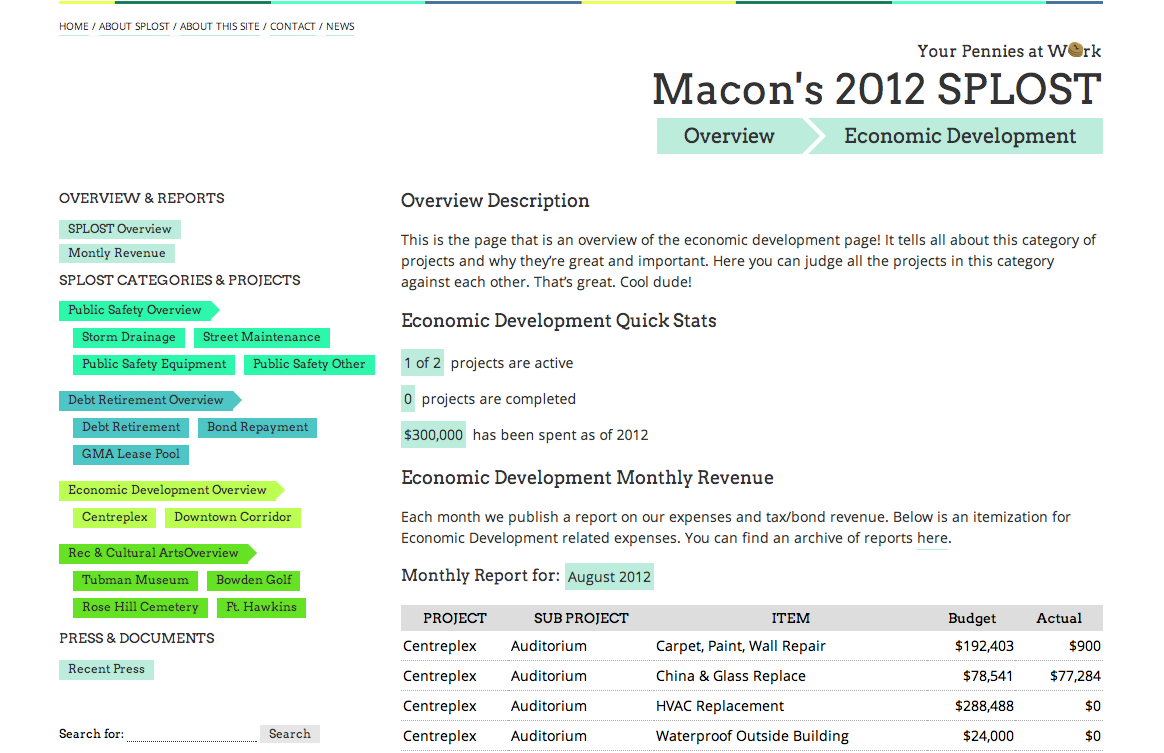 HOME / ABOUT SPLOST / ABOUT THIS SITE / CONTACT / NEWS
Your Pennies at Work
Macon's 2012 SPLOST
Overview Economic Development
OVERVIEW & REPORTS
SPLOST Overview
Montly Revenue
SPLOST CATEGORIES & PROJECTS
Public Safety Overview
Storm Drainage Street Maintenance
Public Safety Equipment Public Safety Other
Debt Retirement Overview
Debt Retirement Bond Repayment
GMA Lease Pool
Economic Development Overview
Centreplex Downtown Corridor
Rec & Cultural ArtsOverview
Tubman Museum Bowden Golf
Rose Hill Cemetery Ft. Hawkins
PRESS & DOCUMENTS
Recent Press
Search for: Search
Overview Description
This is the page that is an overview of the economic development page! It tells all about this category of
projects and why they’re great and important. Here you can judge all the projects in this category
against each other. That’s great. Cool dude!
Economic Development Quick Stats
1 of 2 projects are active
0 projects are completed
$300,000 has been spent as of 2012
Economic Development Monthly Revenue
Each month we publish a report on our expenses and tax/bond revenue. Below is an itemization for
Economic Development related expenses. You can find an archive of reports here.
Monthly Report for: August 2012
PROJECT SUB PROJECT ITEM Budget Actual
Centreplex Auditorium Carpet, Paint, Wall Repair $192,403 $900
Centreplex Auditorium China & Glass Replace $78,541 $77,284
Centreplex Auditorium HVAC Replacement $288,488 $0
Centreplex Auditorium Waterproof Outside Building $24,000 $0